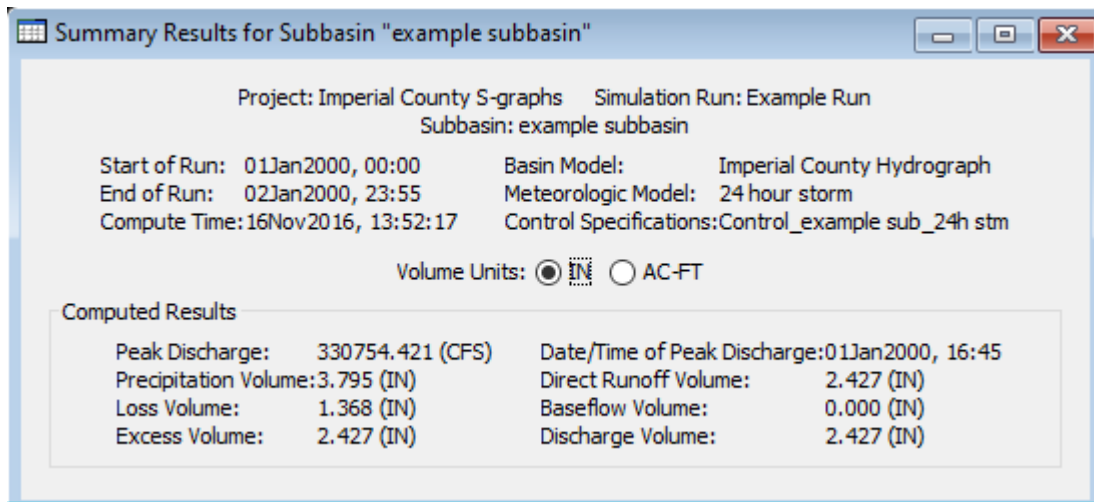 Summary Results for Subbasin "example subbasin"
Project: Imperial County S-graphs Simulation Run: Example Run
Subbasin: example subbasin
Start of Run: 01Jan2000, 00:00 Basin Model: Imperial County Hydrograph
End of Run: 02Jan2000, 23:55 Meteorologic Model: 24 hour storm
Compute Time: 16Nov2016, 13:52:17 Control Specifications: Control_example sub_24h stm
Volume Units: IN AC-FT
Computed Results
Peak Discharge: 330754.421 (CFS) Date/Time of Peak Discharge: 01Jan2000, 16:45
Precipitation Volume: 3.795 (IN) Direct Runoff Volume: 2.427 (IN)
Loss Volume: 1.368 (IN) Baseflow Volume: 0.000 (IN)
Excess Volume: 2.427 (IN) Discharge Volume: 2.427 (IN)